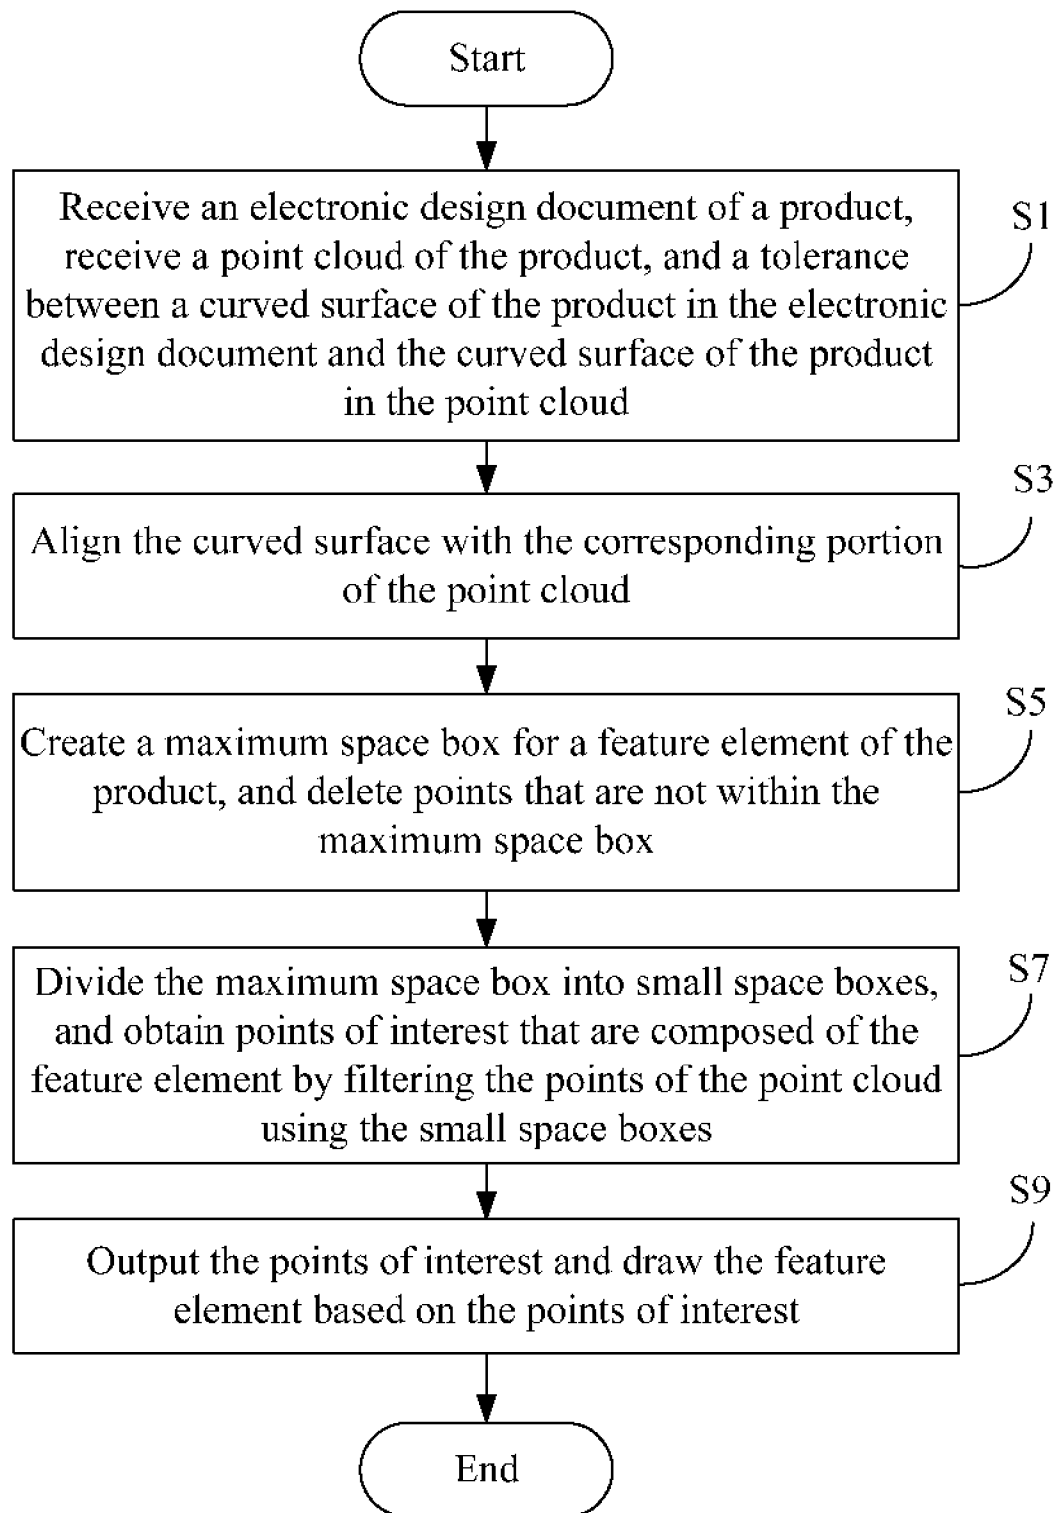 Start
Receive an electronic design document of a product,
receive a point cloud of the product, and a tolerance
between a curved surface of the product in the electronic
design document and the curved surface of the product
in the point cloud
S1
Align the curved surface with the corresponding portion
of the point cloud
S3
Create a maximum space box for a feature element of the
product, and delete points that are not within the
maximum space box
S5
Divide the maximum space box into small space boxes,
and obtain points of interest that are composed of the
feature element by filtering the points of the point cloud
using the small space boxes
S7
Output the points of interest and draw the feature
element based on the points of interest
S9
End